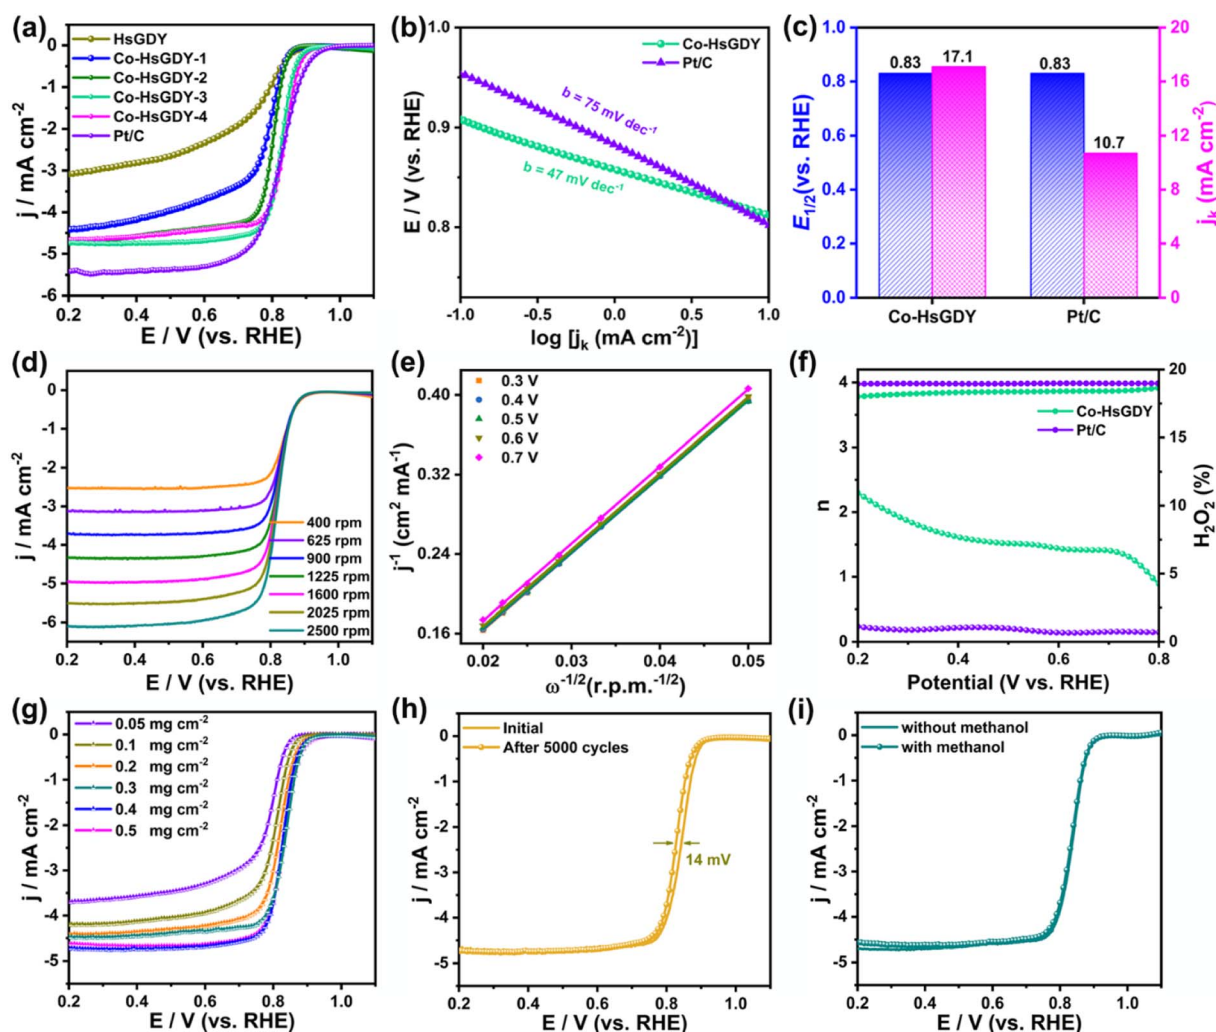 (a)
HsGDY
Co-HsGDY-1
Co-HsGDY-2
Co-HsGDY-3
Co-HsGDY-4
Pt/C
j / mA cm⁻²
0
-1
-2
-3
-4
-5
-6
0.2 0.4 0.6 0.8 1.0
E / V (vs. RHE)
(b)
Co-HsGDY
Pt/C
b = 75 mV dec⁻¹
b = 47 mV dec⁻¹
E / V (vs. RHE)
1.0
0.9
0.8
-1.0 -0.5 0.0 0.5 1.0
log [jₖ (mA cm⁻²)]
(c)
0.83 17.1 0.83 10.7
E₁/₂(vs. RHE)
1.0
0.8
0.6
0.4
0.2
0.0
jₖ (mA cm⁻²)
20
16
12
8
4
0
Co-HsGDY Pt/C
(d)
j / mA cm⁻²
0
-1
-2
-3
-4
-5
-6
400 rpm
625 rpm
900 rpm
1225 rpm
1600 rpm
2025 rpm
2500 rpm
0.2 0.4 0.6 0.8 1.0
E / V (vs. RHE)
(e)
0.3 V
0.4 V
0.5 V
0.6 V
0.7 V
j⁻¹ (cm² mA⁻¹)
0.40
0.32
0.24
0.16
0.02 0.03 0.04 0.05
ω⁻¹/²(r.p.m.⁻¹/²)
(f)
Co-HsGDY
Pt/C
n
4
3
2
1
0
H₂O₂ (%)
20
15
10
5
0
0.2 0.4 0.6 0.8
Potential (V vs. RHE)
(g)
0.05 mg cm⁻²
0.1 mg cm⁻²
0.2 mg cm⁻²
0.3 mg cm⁻²
0.4 mg cm⁻²
0.5 mg cm⁻²
j / mA cm⁻²
0
-1
-2
-3
-4
-5
0.2 0.4 0.6 0.8 1.0
E / V (vs. RHE)
(h)
Initial
After 5000 cycles
14 mV
j / mA cm⁻²
0
-1
-2
-3
-4
-5
0.2 0.4 0.6 0.8 1.0
E / V (vs. RHE)
(i)
without methanol
with methanol
j / mA cm⁻²
0
-1
-2
-3
-4
-5
0.2 0.4 0.6 0.8 1.0
E / V (vs. RHE)